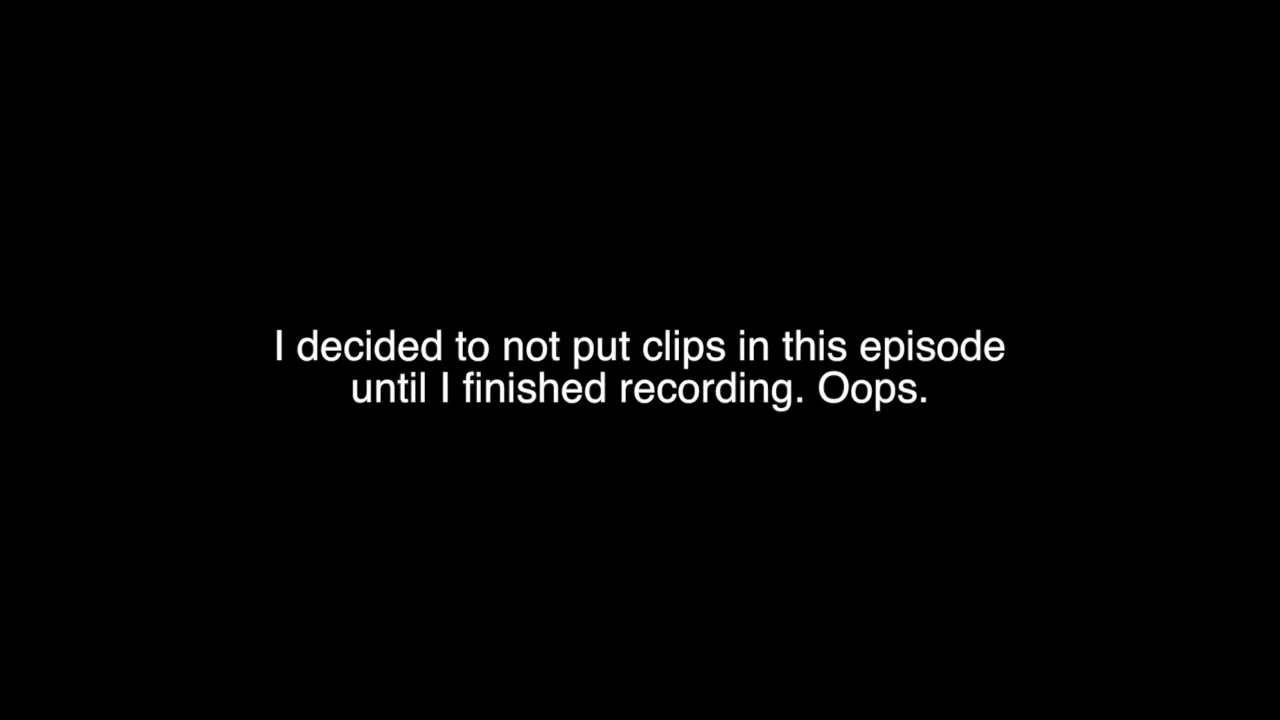 I decided to not put clips in this episode
until I finished recording. Oops.